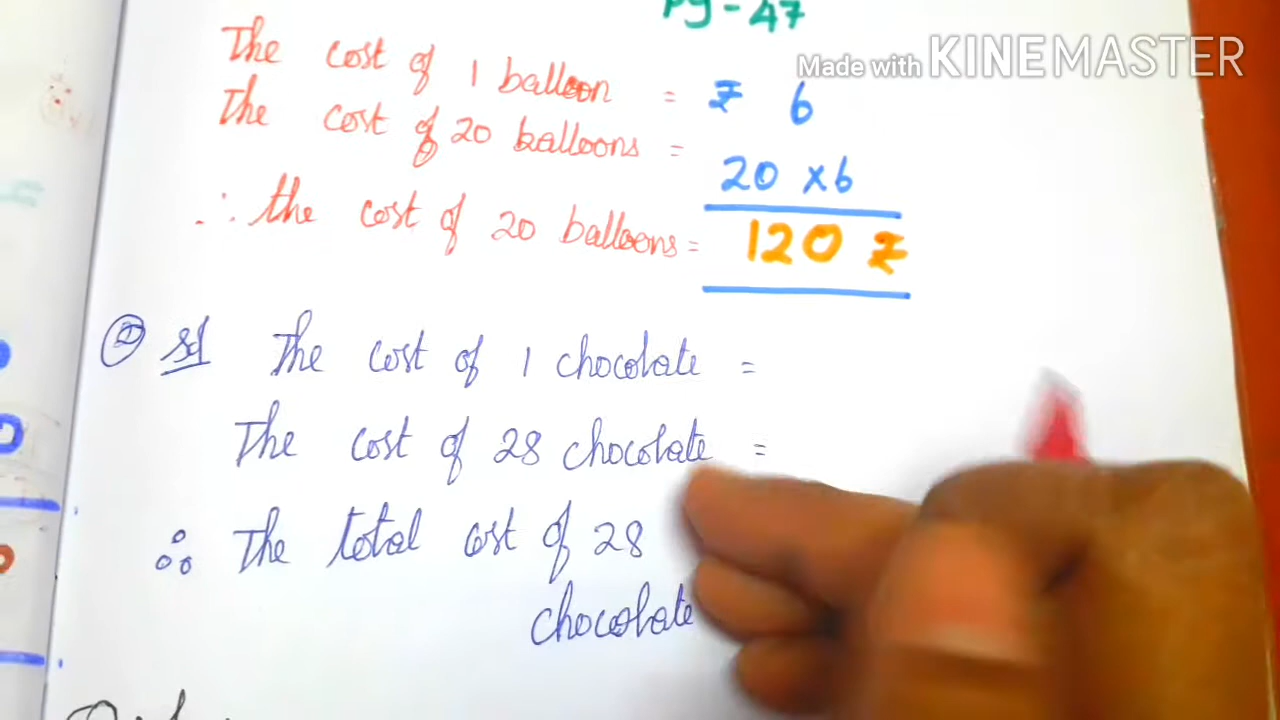 Pg - 47
Made with KINEMASTER
The cost of 1 balloon = ₹ 6
The cost of 20 balloons = 20 x 6
∴ the cost of 20 balloons = 120 ₹
② Sol The cost of 1 chocolate =
The cost of 28 chocolate =
∴ The total cost of 28
chocolate